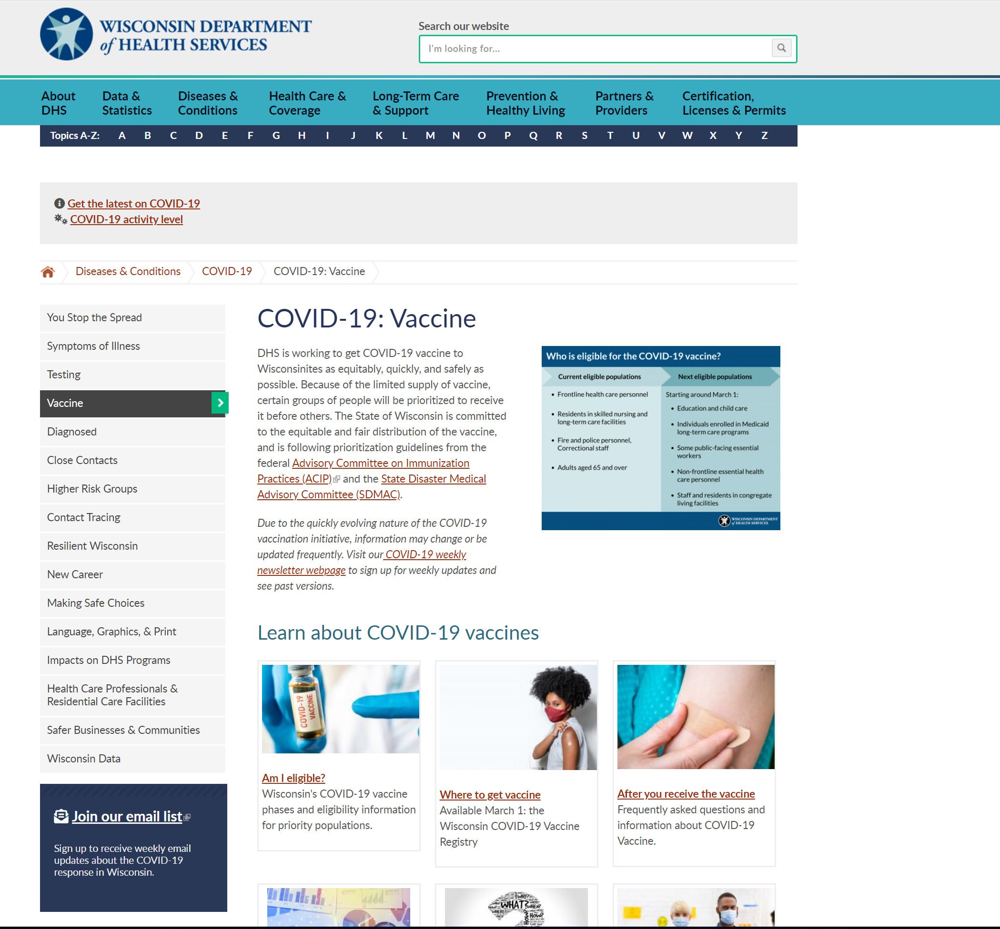 WISCONSIN DEPARTMENT
of HEALTH SERVICES
Search our website
I'm looking for...
About
DHS
Data &
Statistics
Diseases &
Conditions
Health Care &
Coverage
Long-Term Care
& Support
Prevention &
Healthy Living
Partners &
Providers
Certification,
Licenses & Permits
Topics A-Z: A B C D E F G H I J K L M N O P Q R S T U V W X Y Z
Get the latest on COVID-19
COVID-19 activity level
Diseases & Conditions COVID-19 COVID-19: Vaccine
You Stop the Spread
Symptoms of Illness
Testing
Vaccine
Diagnosed
Close Contacts
Higher Risk Groups
Contact Tracing
Resilient Wisconsin
New Career
Making Safe Choices
Language, Graphics, & Print
Impacts on DHS Programs
Health Care Professionals &
Residential Care Facilities
Safer Businesses & Communities
Wisconsin Data
Join our email list
Sign up to receive weekly email
updates about the COVID-19
response in Wisconsin.
COVID-19: Vaccine
DHS is working to get COVID-19 vaccine to
Wisconsinites as equitably, quickly, and safely as
possible. Because of the limited supply of vaccine,
certain groups of people will be prioritized to receive
it before others. The State of Wisconsin is committed
to the equitable and fair distribution of the vaccine,
and is following prioritization guidelines from the
federal Advisory Committee on Immunization
Practices (ACIP) and the State Disaster Medical
Advisory Committee (SDMAC).
Due to the quickly evolving nature of the COVID-19
vaccination initiative, information may change or be
updated frequently. Visit our COVID-19 weekly
newsletter webpage to sign up for weekly updates and
see past versions.
Who is eligible for the COVID-19 vaccine?
Current eligible populations
• Frontline health care personnel
• Residents in skilled nursing and
long-term care facilities
• Fire and police personnel,
Correctional staff
• Adults aged 65 and over
Next eligible populations
Starting around March 1:
• Education and child care
• Individuals enrolled in Medicaid
long-term care programs
• Some public-facing essential
workers
• Non-frontline essential health
care personnel
• Staff and residents in congregate
living facilities
WISCONSIN DEPARTMENT
of HEALTH SERVICES
Learn about COVID-19 vaccines
COVID-19
VACCINE
Am I eligible?
Wisconsin's COVID-19 vaccine
phases and eligibility information
for priority populations.
Where to get vaccine
Available March 1: the
Wisconsin COVID-19 Vaccine
Registry
After you receive the vaccine
Frequently asked questions and
information about COVID-19
Vaccine.
WHY?
WHAT?
WHERE?
HOW?